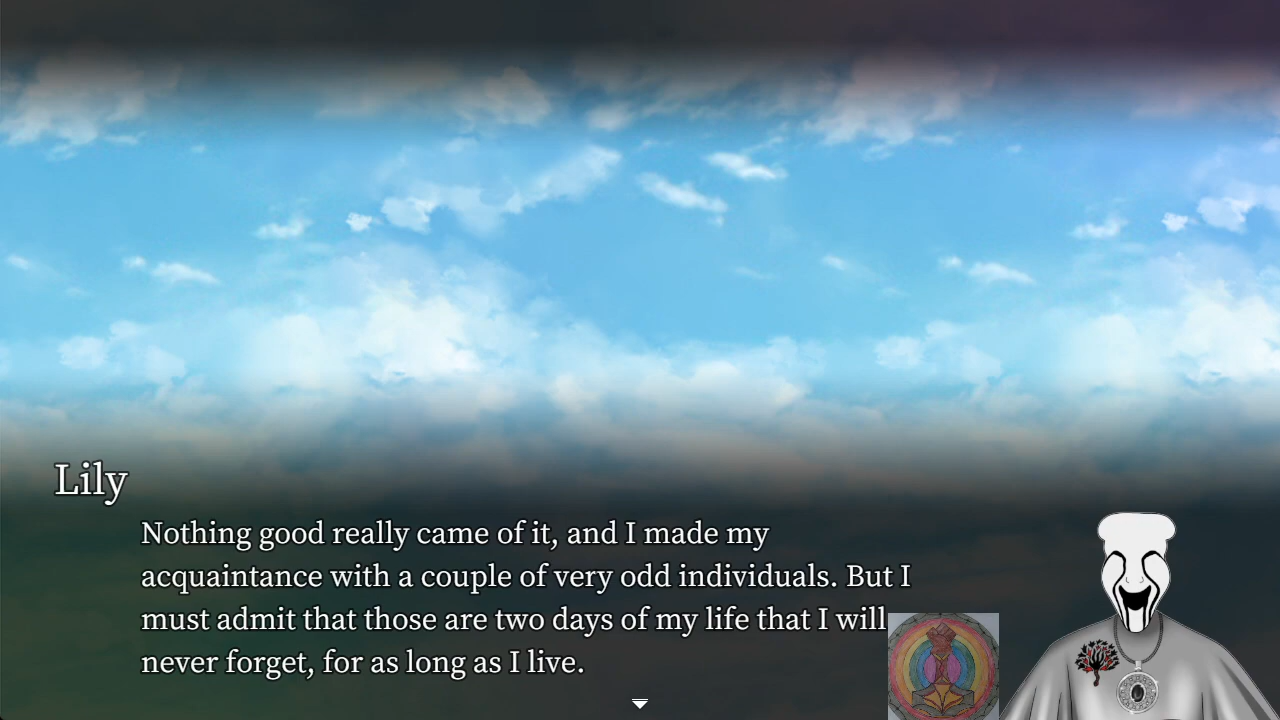 Lily
Nothing good really came of it, and I made my
acquaintance with a couple of very odd individuals. But I
must admit that those are two days of my life that I will
never forget, for as long as I live.